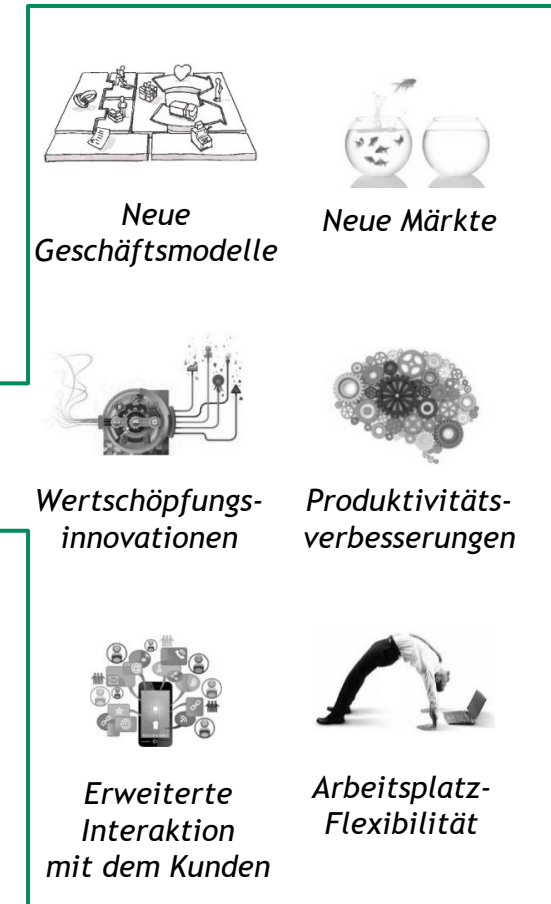 Neue
Geschäftsmodelle
Neue Märkte
Wertschöpfungs-
innovationen
Produktivitäts-
verbesserungen
Erweiterte
Interaktion
mit dem Kunden
Arbeitsplatz-
Flexibilität